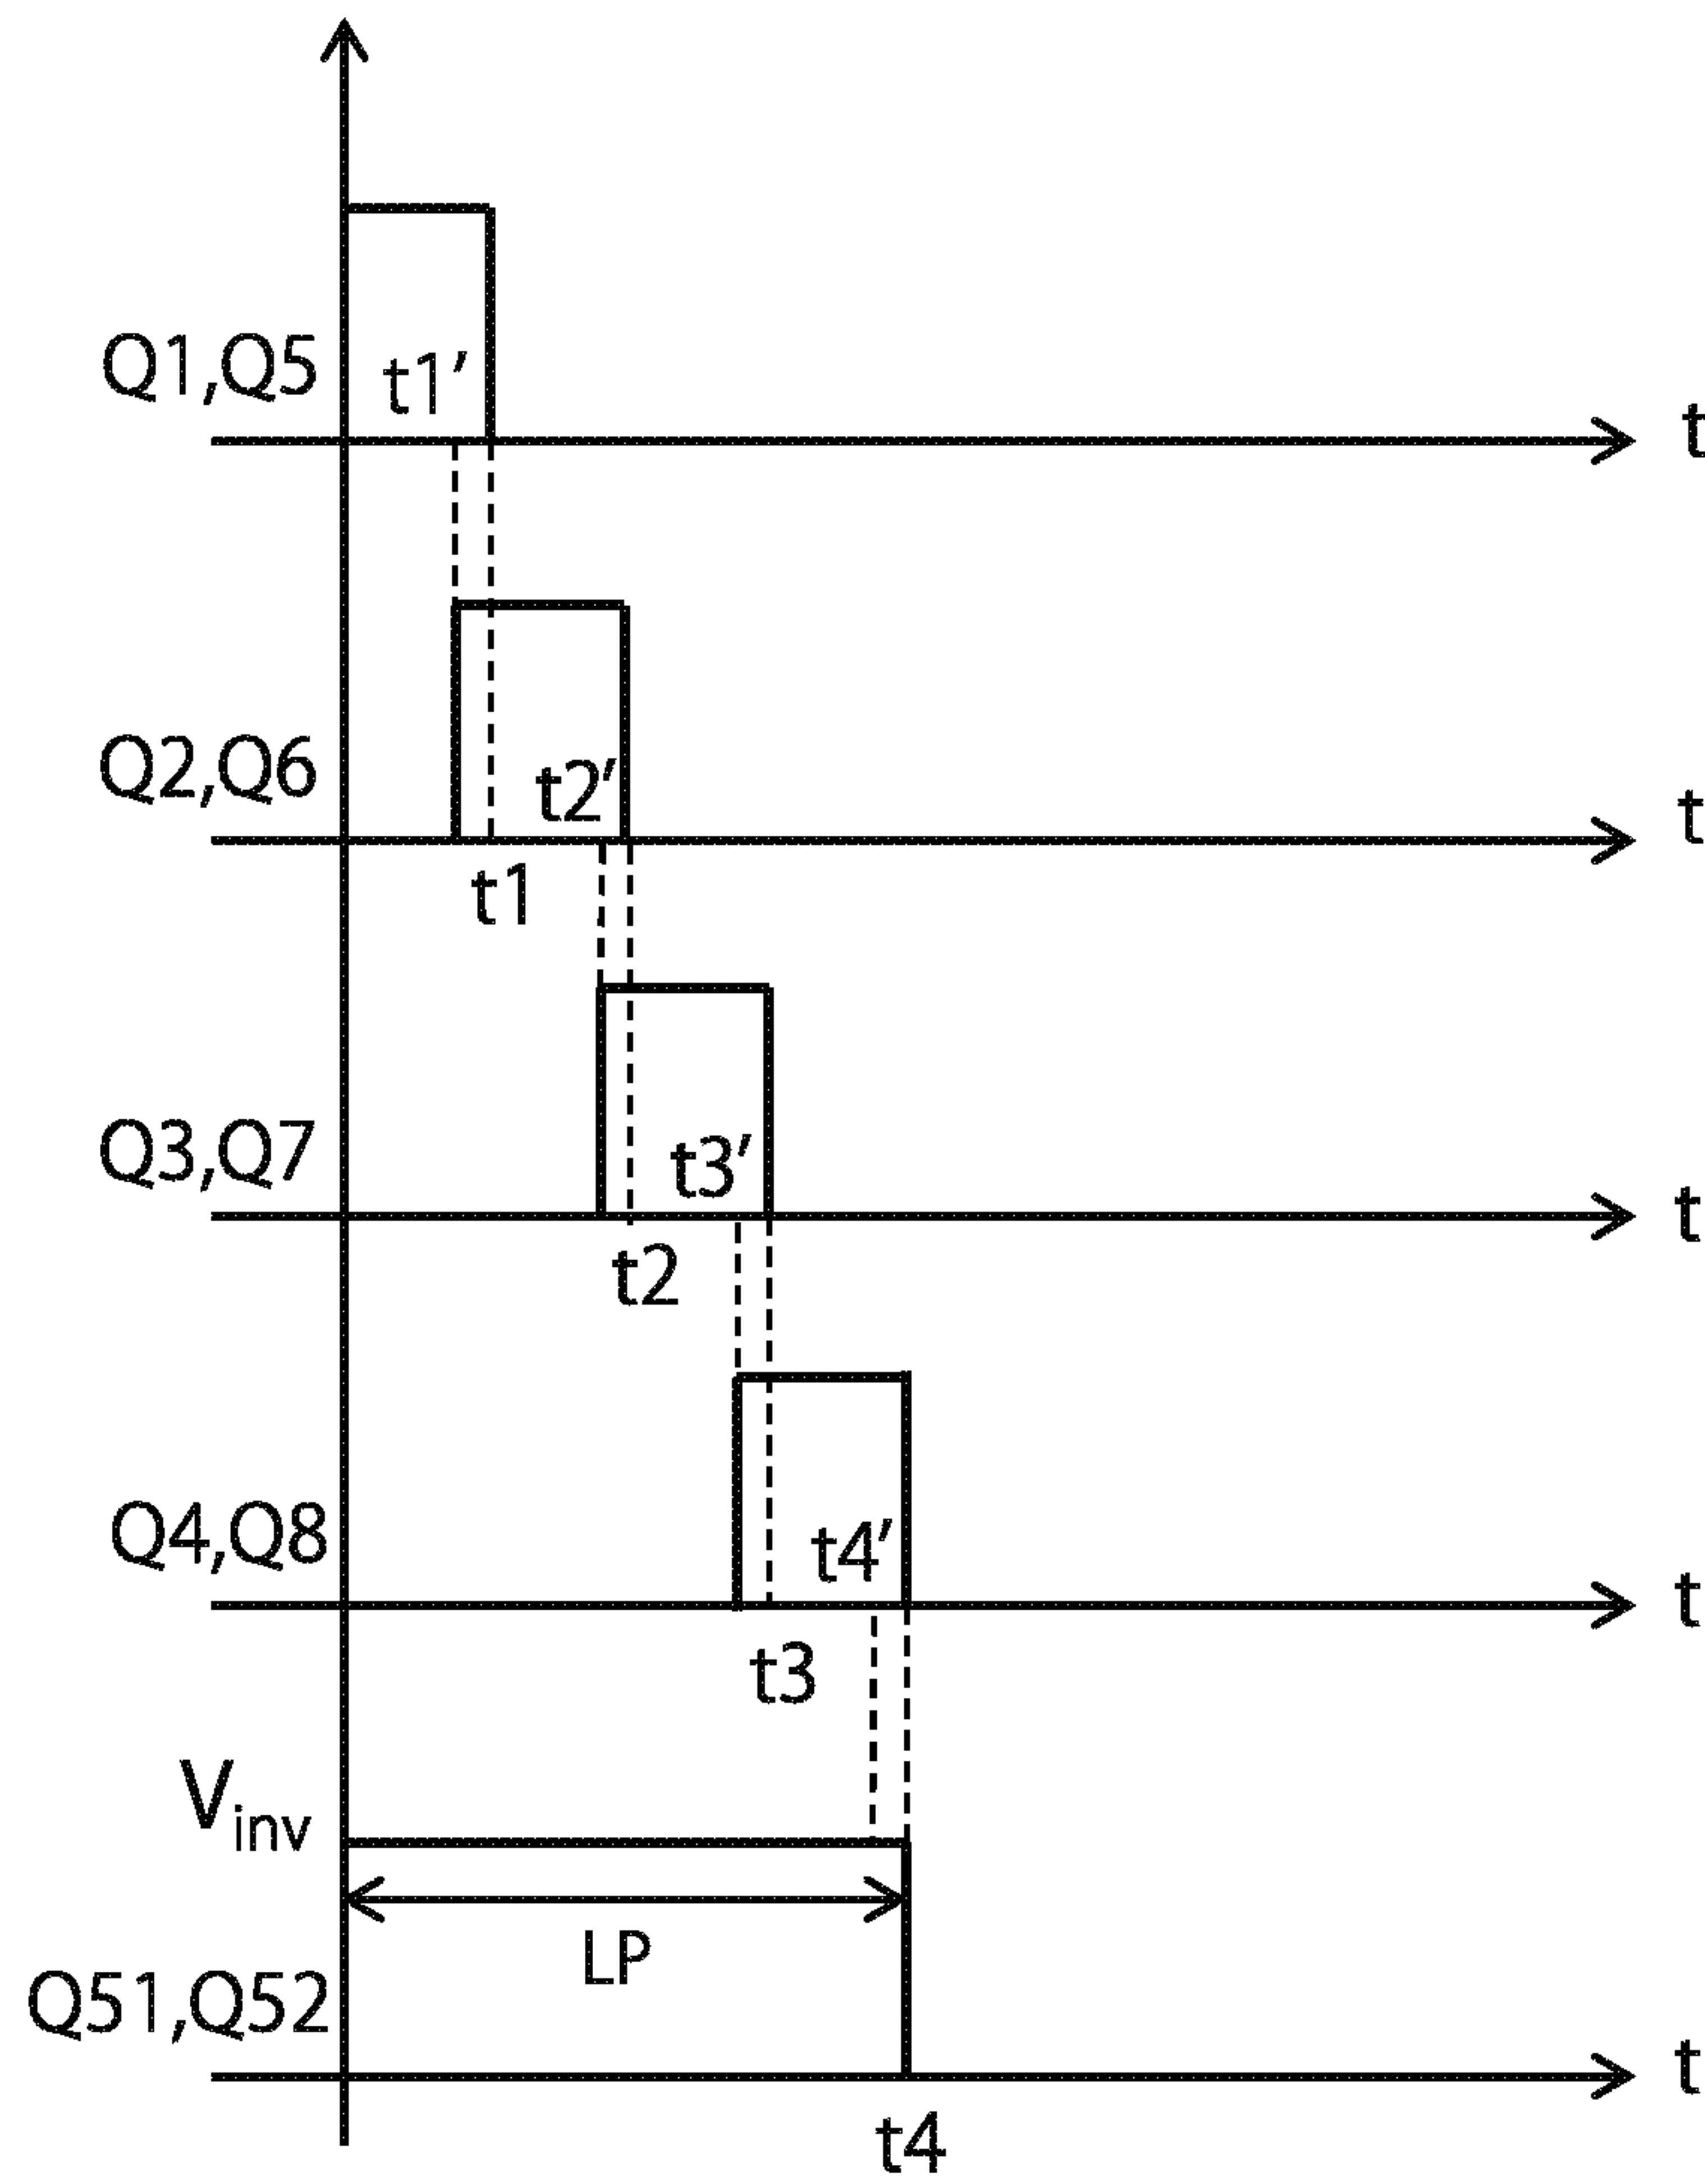 Q1,Q5
t1’
t
Q2,Q6
t2’
t
t1
Q3,Q7
t3’
t
t2
Q4,Q8
t4’
t
t3
Vinv
LP
Q51,Q52
t
t4